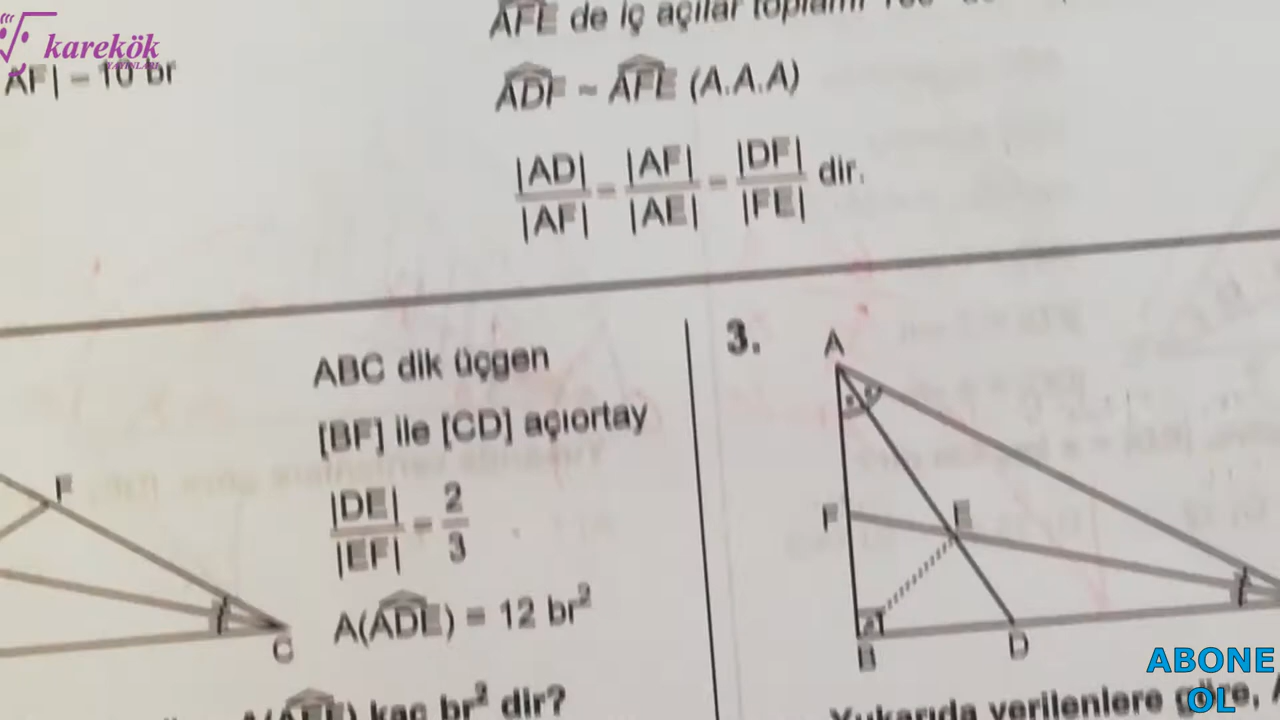 karekök
YAYINLARI
AF| = 10 br
AFE de iç açılar toplamı
ADF ~ AFE (A.A.A)
|AD| / |AF| = |AF| / |AE| = |DF| / |FE| dir.
ABC dik üçgen
[BF] ile [CD] açıortay
|DE| / |EF| = 2 / 3
A(ADE) = 12 br²
kaç br² dir?
F
C
3.
A
F
E
B
D
Yukarıda verilenlere göre, A
ABONE
OL